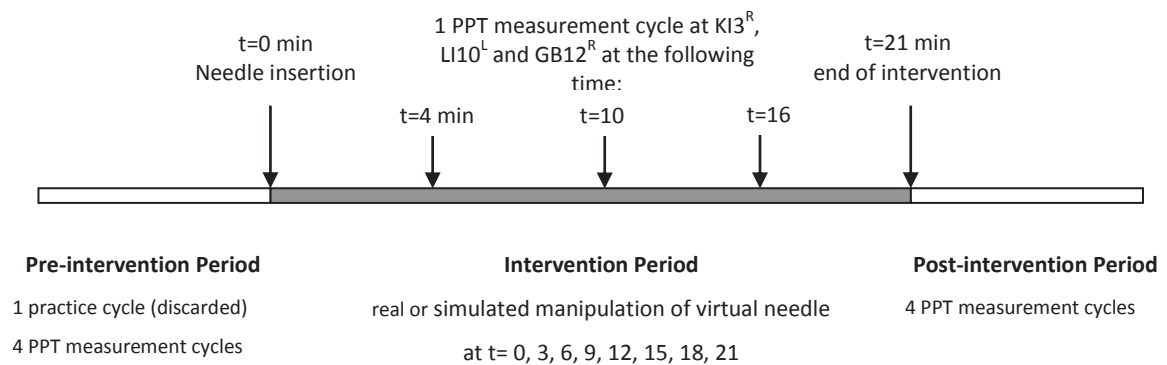 t=0 min
Needle insertion
1 PPT measurement cycle at KI3ᴿ,
LI10ᴸ and GB12ᴿ at the following
time:
t=21 min
end of intervention
t=4 min
t=10
t=16
Pre-intervention Period
1 practice cycle (discarded)
4 PPT measurement cycles
Intervention Period
real or simulated manipulation of virtual needle
at t= 0, 3, 6, 9, 12, 15, 18, 21
Post-intervention Period
4 PPT measurement cycles